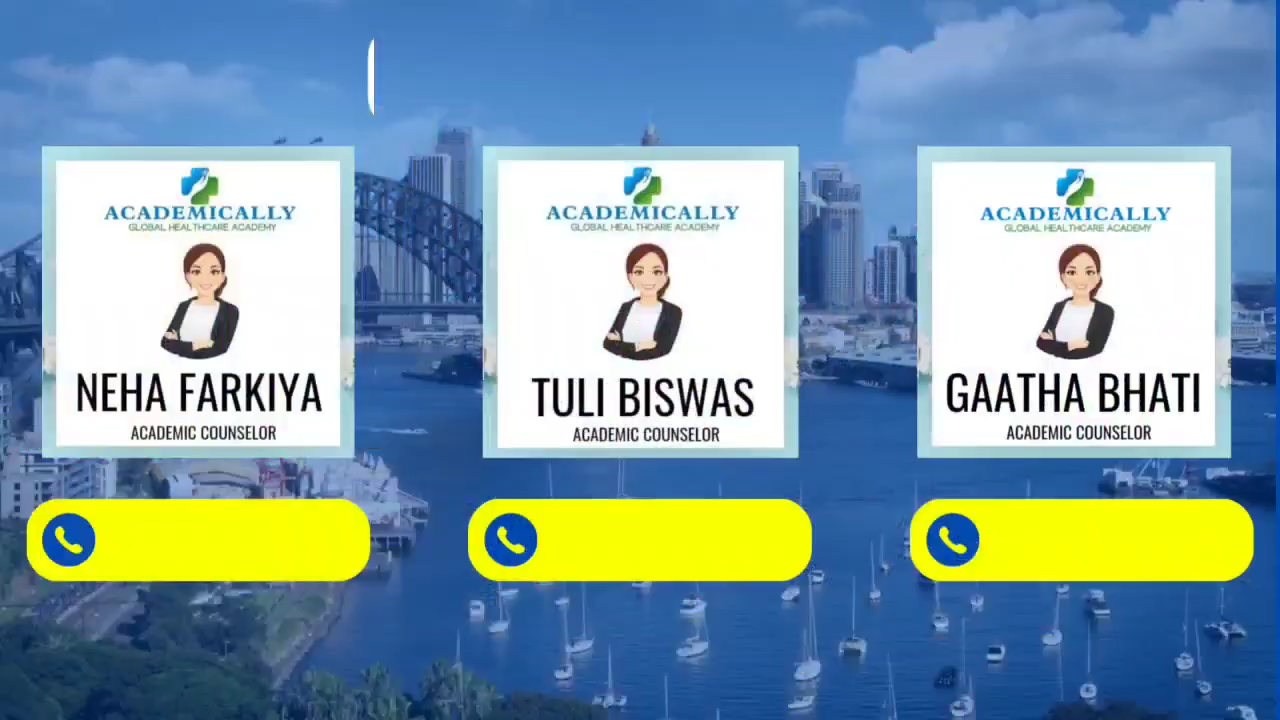 ACADEMICALLY
GLOBAL HEALTHCARE ACADEMY
NEHA FARKIYA
ACADEMIC COUNSELOR
ACADEMICALLY
GLOBAL HEALTHCARE ACADEMY
TULI BISWAS
ACADEMIC COUNSELOR
ACADEMICALLY
GLOBAL HEALTHCARE ACADEMY
GAATHA BHATI
ACADEMIC COUNSELOR